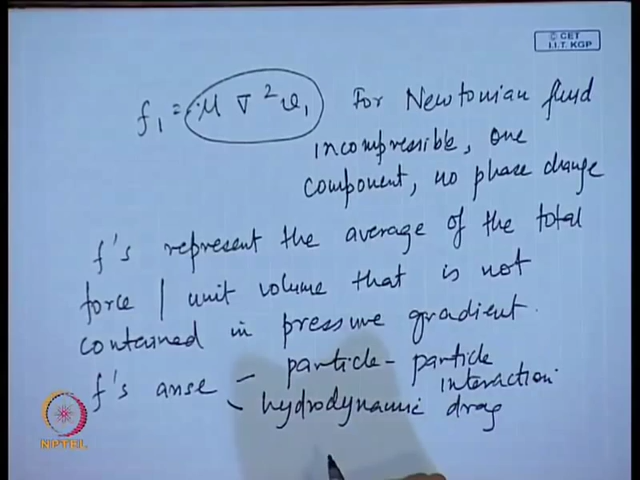 © CET
I.I.T. KGP
f₁ = μ ∇² v₁ For Newtonian fluid
incompressible, one
component, no phase change
f's represent the average of the total
force / unit volume that is not
contained in pressure gradient.
f's arise – particle - particle
interaction
– hydrodynamic drag
NPTEL